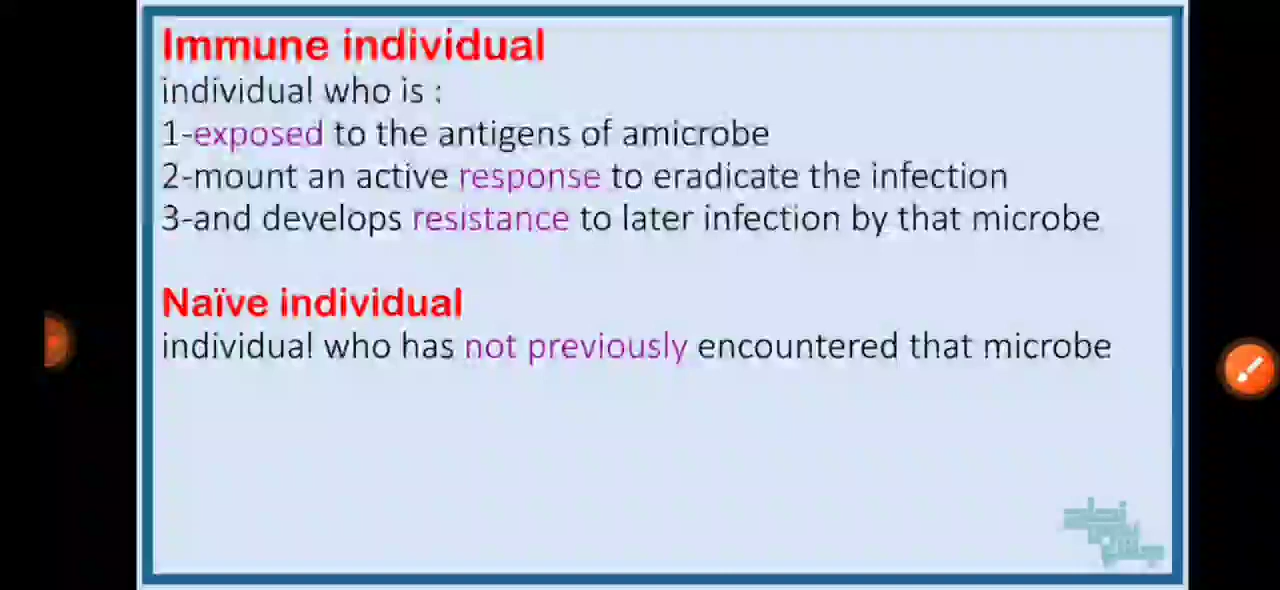 Immune individual
individual who is :
1-exposed to the antigens of amicrobe
2-mount an active response to eradicate the infection
3-and develops resistance to later infection by that microbe
Naïve individual
individual who has not previously encountered that microbe